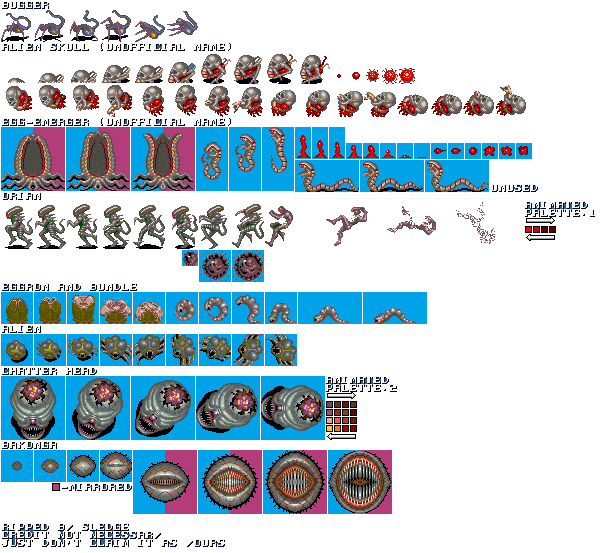 BUGGER
ALIEN SKULL (UNOFFICIAL NAME)
EGG-EMERGER (UNOFFICIAL NAME)
UNUSED
DRIAN
ANIMATED
PALETTE.1
EGGRON AND BUNDLE
ALIEN
CHATTER HEAD
ANIMATED
PALETTE.2
BAKONGA
=MIRRORED
RIPPED BY SLEDGE
CREDIT NOT NECESSARY
JUST DON'T CLAIM IT AS YOURS